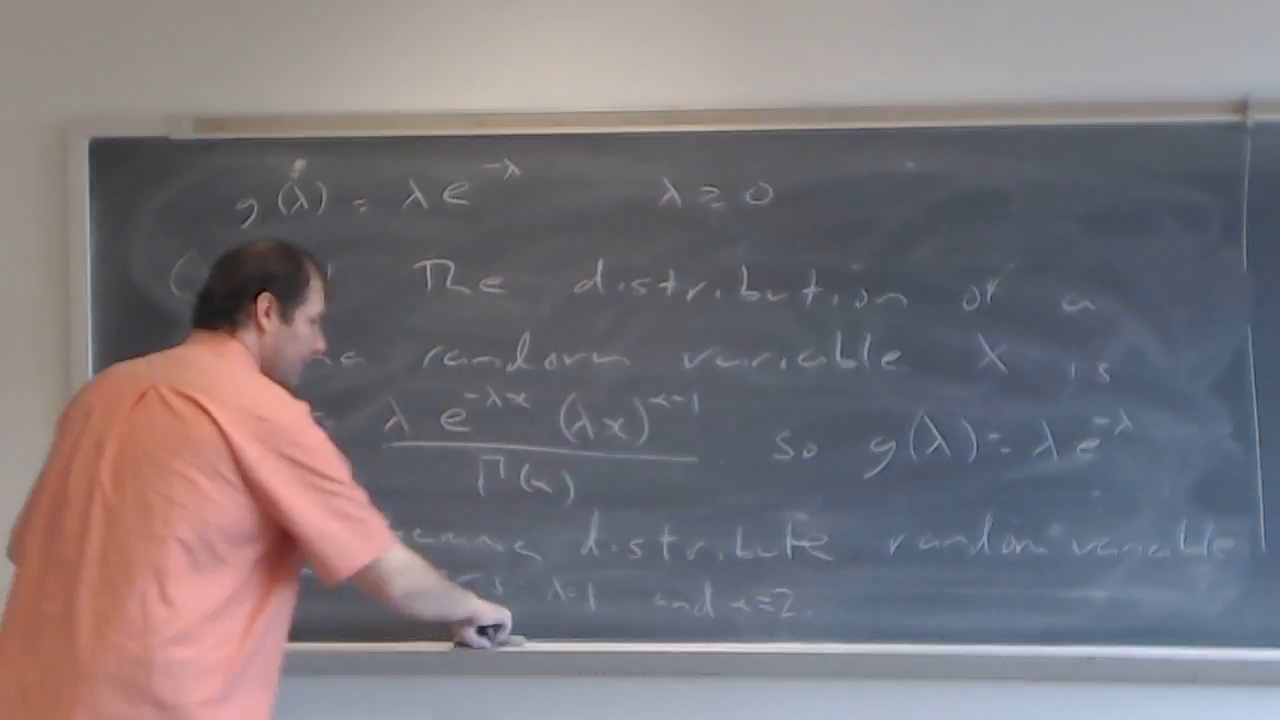 g(λ) = λe^{-λ}   λ ≥ 0
The distribution of a
random variable X is
λe^{-λx}(λx)^{α-1} / Γ(α)   so g(λ) = λe^{-λ}
distribute random variable
λ=1 and α=2.